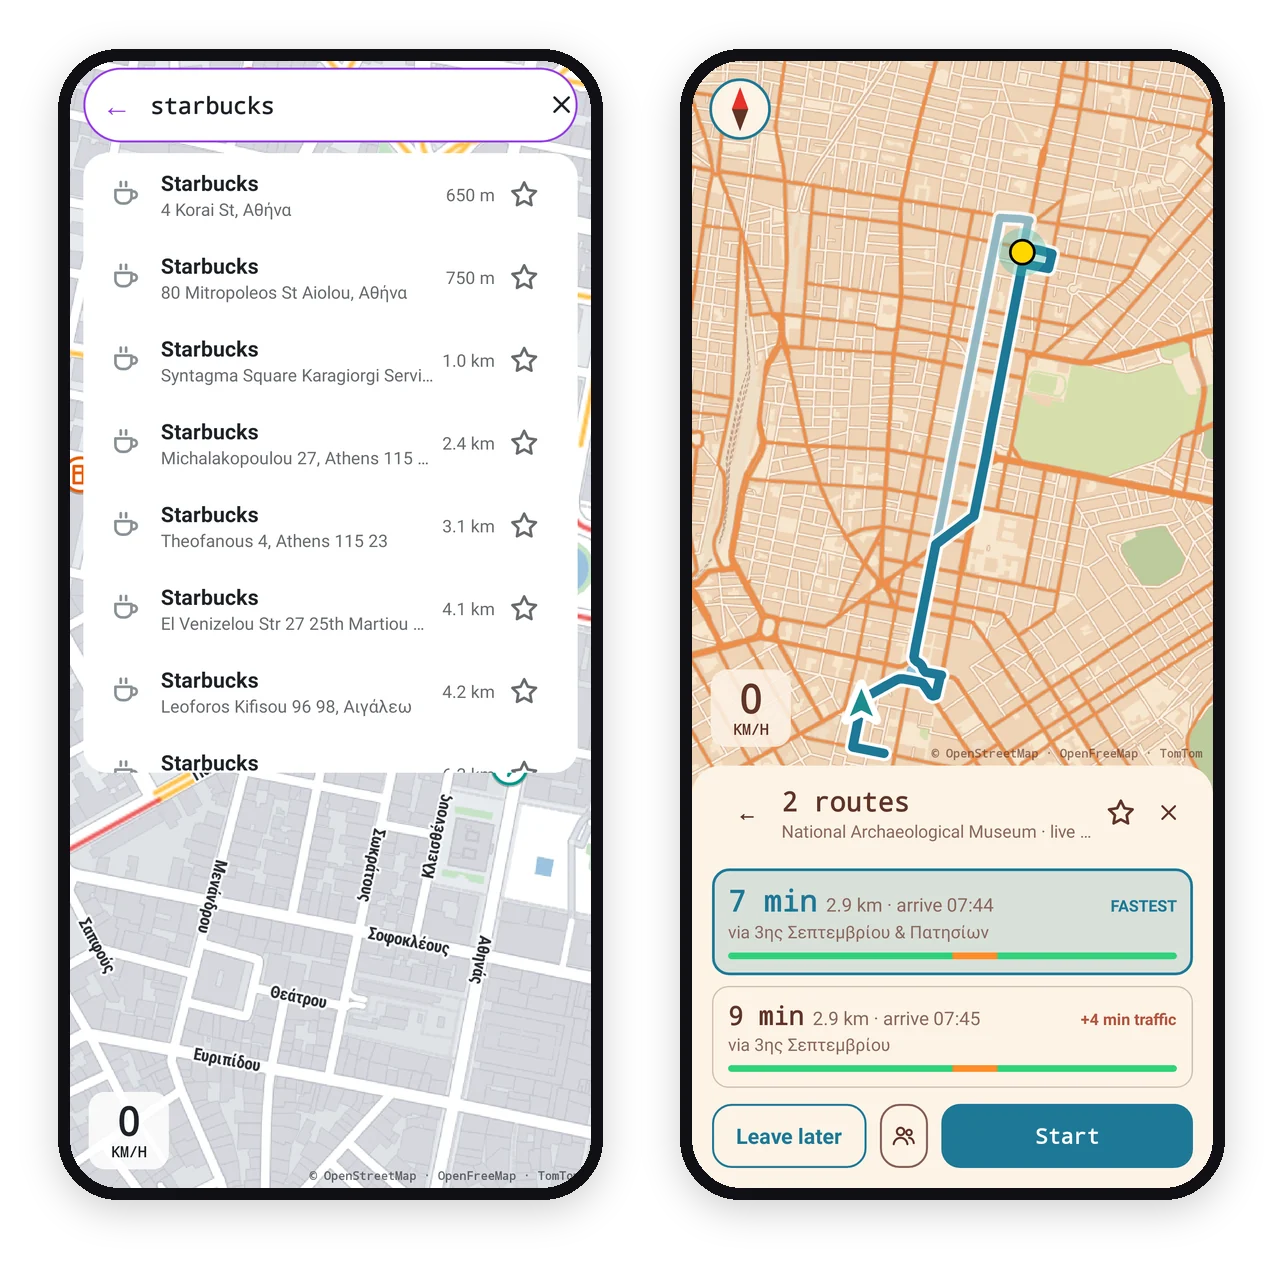 starbucks
Starbucks
4 Korai St, Αθήνα
650 m
Starbucks
80 Mitropoleos St Aiolou, Αθήνα
750 m
Starbucks
Syntagma Square Karagiorgi Servi...
1.0 km
Starbucks
Michalakopoulou 27, Athens 115 ...
2.4 km
Starbucks
Theofanous 4, Athens 115 23
3.1 km
Starbucks
El Venizelou Str 27 25th Martiou ...
4.1 km
Starbucks
Leoforos Kifisou 96 98, Αιγάλεω
4.2 km
Starbucks
Μενάνδρου
Σωκράτους
Κλεισθένους
Σαπφούς
Σοφοκλέους
Αθηνάς
Θεάτρου
Ευριπίδου
0
KM/H
© OpenStreetMap · OpenFreeMap · TomTo
0
KM/H
© OpenStreetMap · OpenFreeMap · TomTom
← 2 routes
National Archaeological Museum · live ...
7 min 2.9 km · arrive 07:44
FASTEST
via 3ης Σεπτεμβρίου & Πατησίων
9 min 2.9 km · arrive 07:45
+4 min traffic
via 3ης Σεπτεμβρίου
Leave later
Start